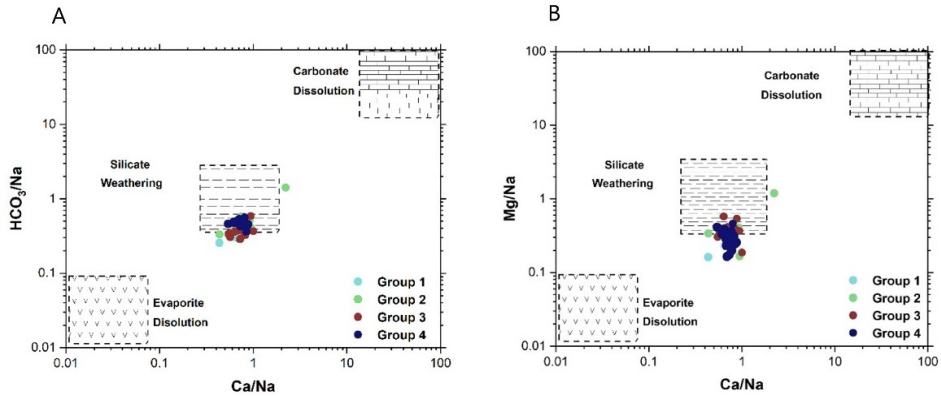 A
100
10
1
0.1
0.01
HCO3/Na
Carbonate
Dissolution
Silicate
Weathering
Evaporite
Disolution
Group 1
Group 2
Group 3
Group 4
0.01
0.1
1
10
100
Ca/Na
B
100
10
1
0.1
0.01
Mg/Na
Carbonate
Dissolution
Silicate
Weathering
Evaporite
Disolution
Group 1
Group 2
Group 3
Group 4
0.01
0.1
1
10
100
Ca/Na